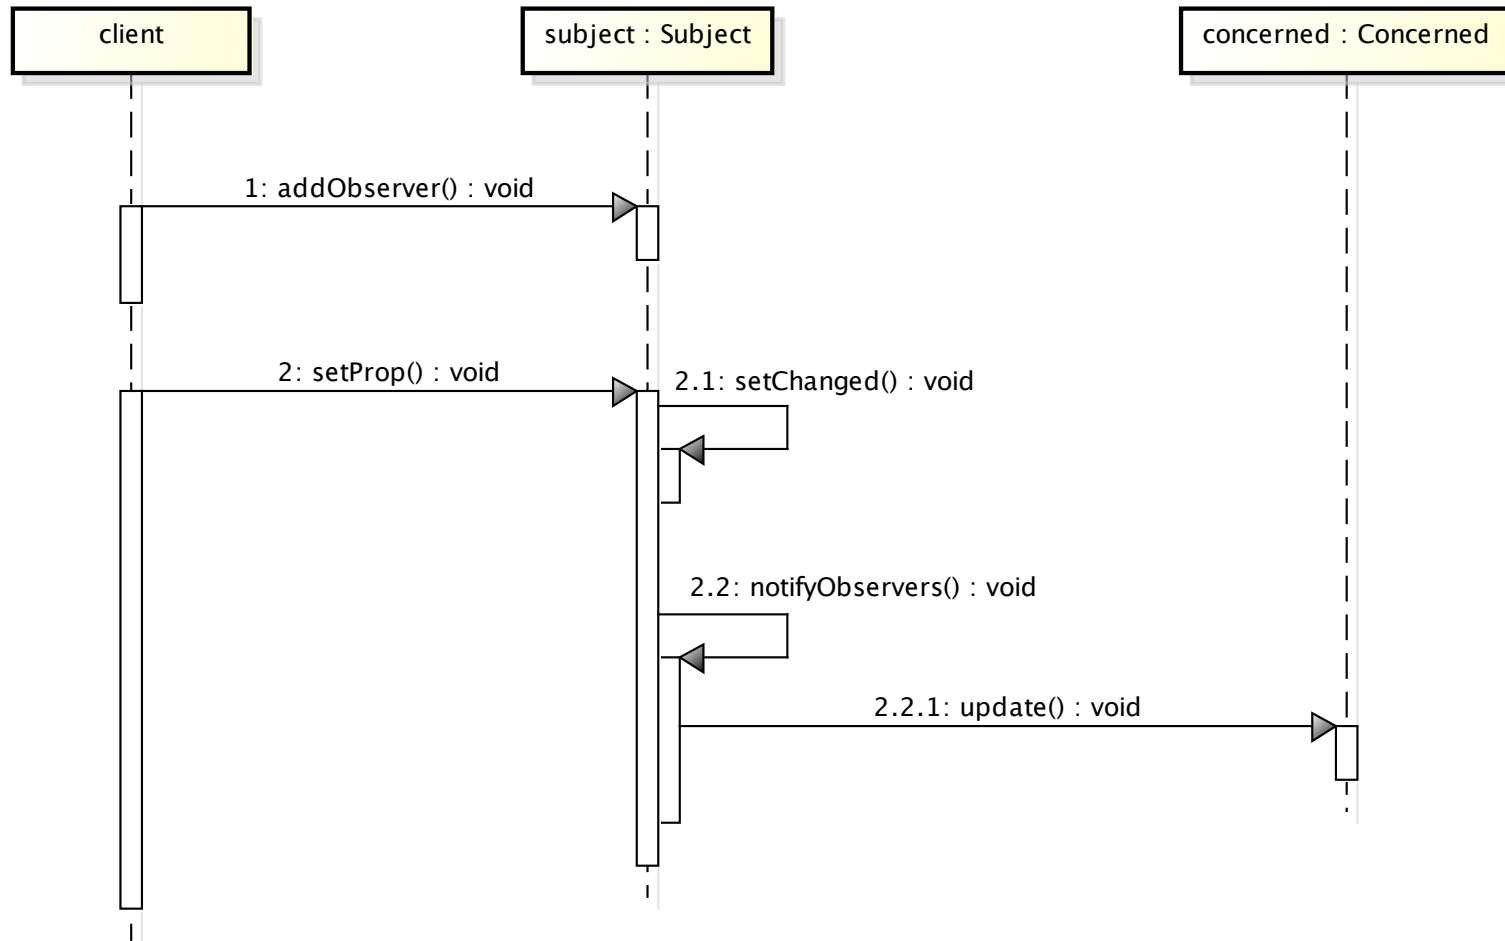 client
subject : Subject
concerned : Concerned
1: addObserver() : void
2: setProp() : void
2.1: setChanged() : void
2.2: notifyObservers() : void
2.2.1: update() : void